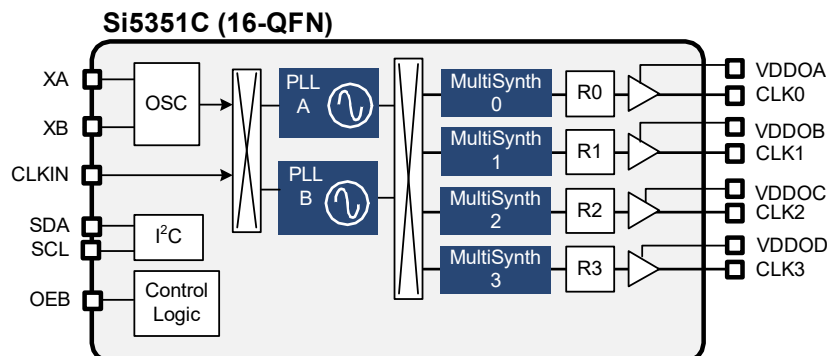 Si5351C (16-QFN)
XA
XB
CLKIN
SDA
SCL
OEB
OSC
I²C
Control
Logic
PLL
A
PLL
B
MultiSynth
0
MultiSynth
1
MultiSynth
2
MultiSynth
3
R0
R1
R2
R3
VDDOA
CLK0
VDDOB
CLK1
VDDOC
CLK2
VDDOD
CLK3